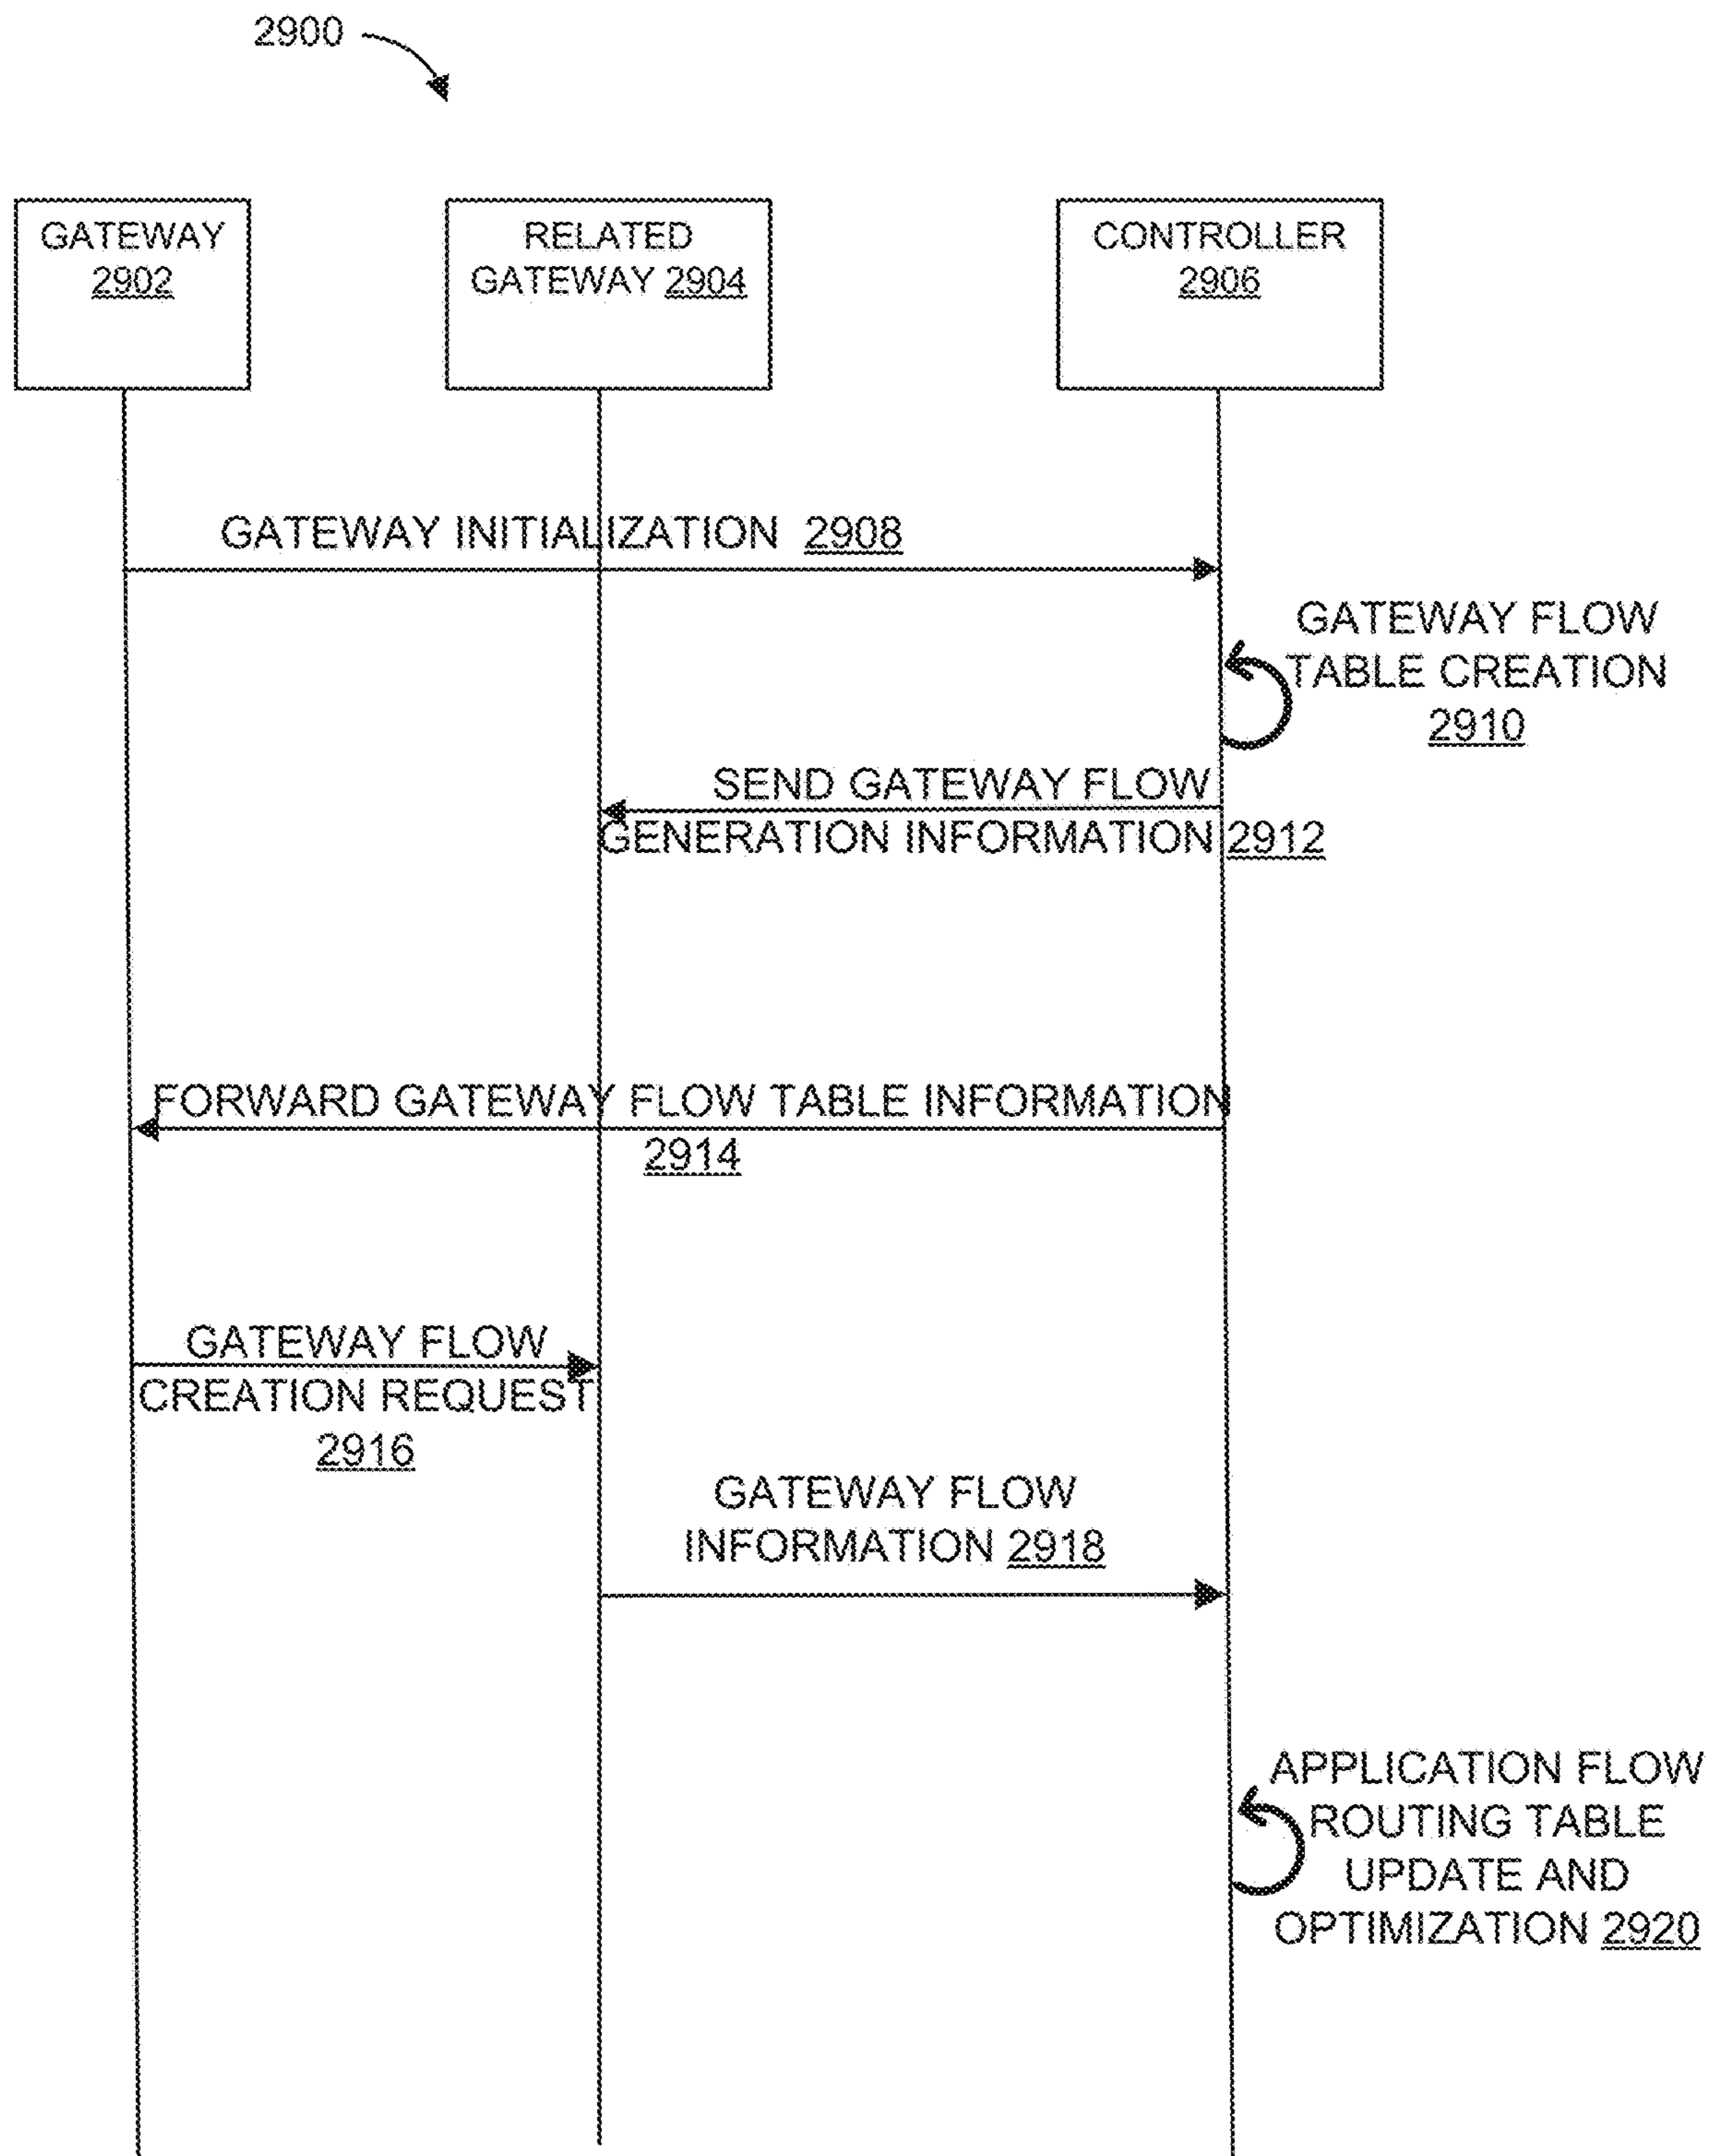 2900
GATEWAY
2902
RELATED
GATEWAY 2904
CONTROLLER
2906
GATEWAY INITIALIZATION 2908
GATEWAY FLOW
TABLE CREATION
2910
SEND GATEWAY FLOW
GENERATION INFORMATION 2912
FORWARD GATEWAY FLOW TABLE INFORMATION
2914
GATEWAY FLOW
CREATION REQUEST
2916
GATEWAY FLOW
INFORMATION 2918
APPLICATION FLOW
ROUTING TABLE
UPDATE AND
OPTIMIZATION 2920